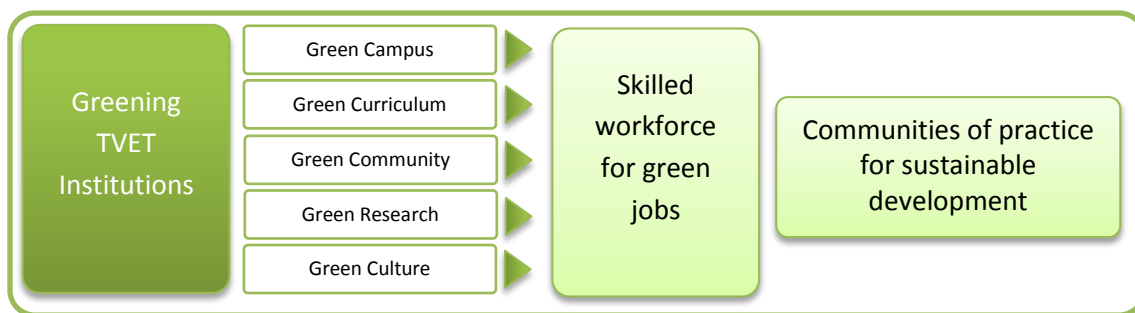 Greening
TVET
Institutions
Green Campus
Green Curriculum
Green Community
Green Research
Green Culture
Skilled
workforce
for green
jobs
Communities of practice
for sustainable
development